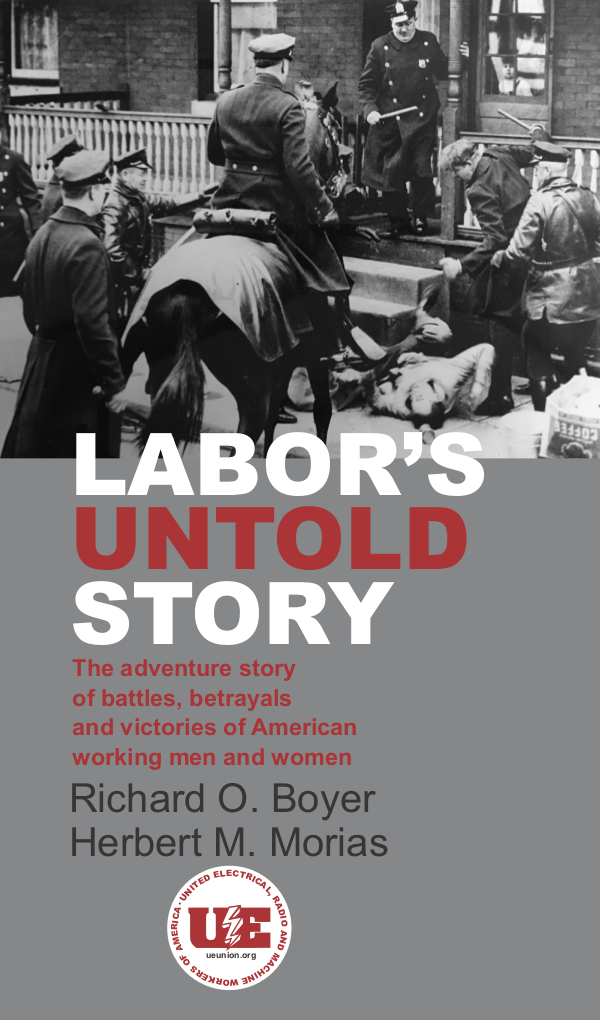 COFFEE
LABOR'S
UNTOLD
STORY
The adventure story
of battles, betrayals
and victories of American
working men and women
Richard O. Boyer
Herbert M. Morias
UNITED ELECTRICAL, RADIO AND MACHINE WORKERS OF AMERICA ·
UE
ueunion.org